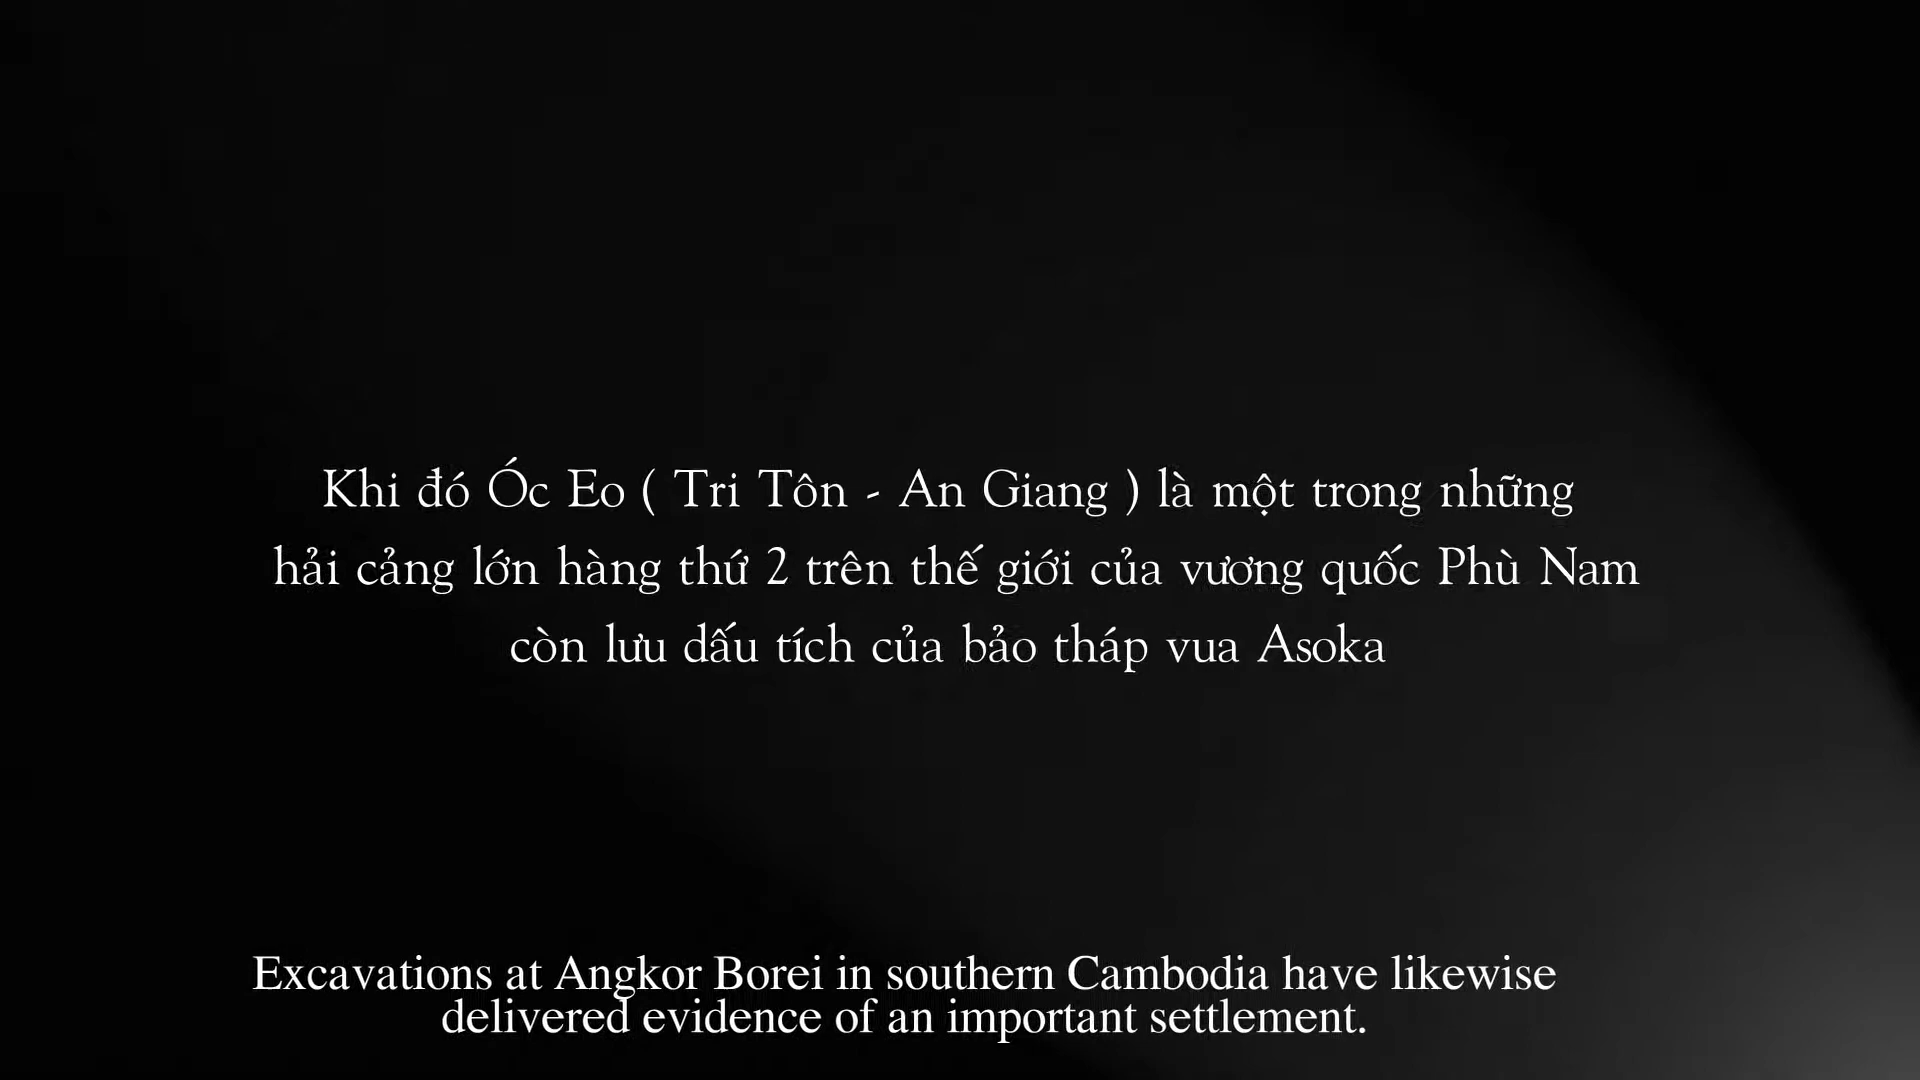 Khi đó Óc Eo ( Tri Tôn - An Giang ) là một trong những
hải cảng lớn hàng thứ 2 trên thế giới của vương quốc Phù Nam
còn lưu dấu tích của bảo tháp vua Asoka
Excavations at Angkor Borei in southern Cambodia have likewise
delivered evidence of an important settlement.